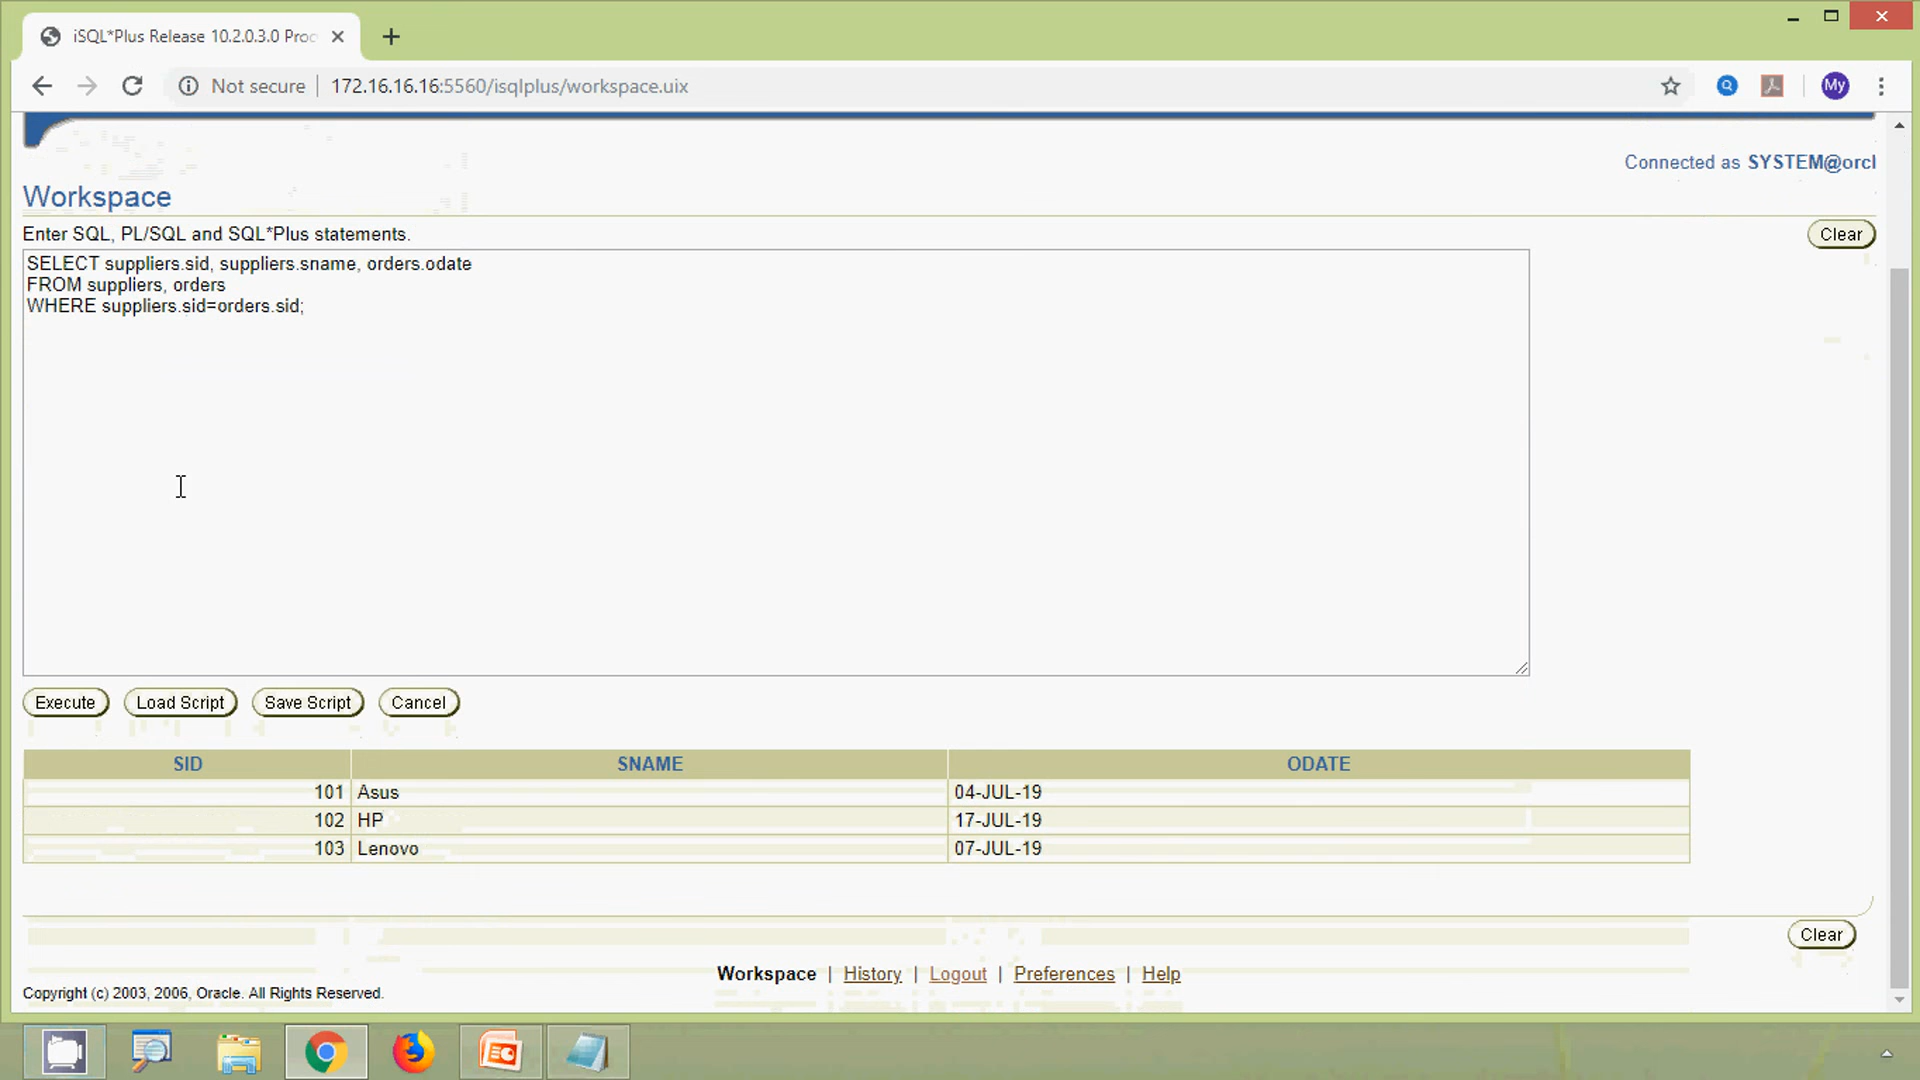 iSQL*Plus Release 10.2.0.3.0 Proc
Not secure
172.16.16.16:5560/isqlplus/workspace.uix
My
Connected as SYSTEM@orcl
Workspace
Enter SQL, PL/SQL and SQL*Plus statements.
Clear
SELECT suppliers.sid, suppliers.sname, orders.odate
FROM suppliers, orders
WHERE suppliers.sid=orders.sid;
Execute
Load Script
Save Script
Cancel
SID SNAME ODATE
101 Asus 04-JUL-19
102 HP 17-JUL-19
103 Lenovo 07-JUL-19
Clear
Workspace | History | Logout | Preferences | Help
Copyright (c) 2003, 2006, Oracle. All Rights Reserved.